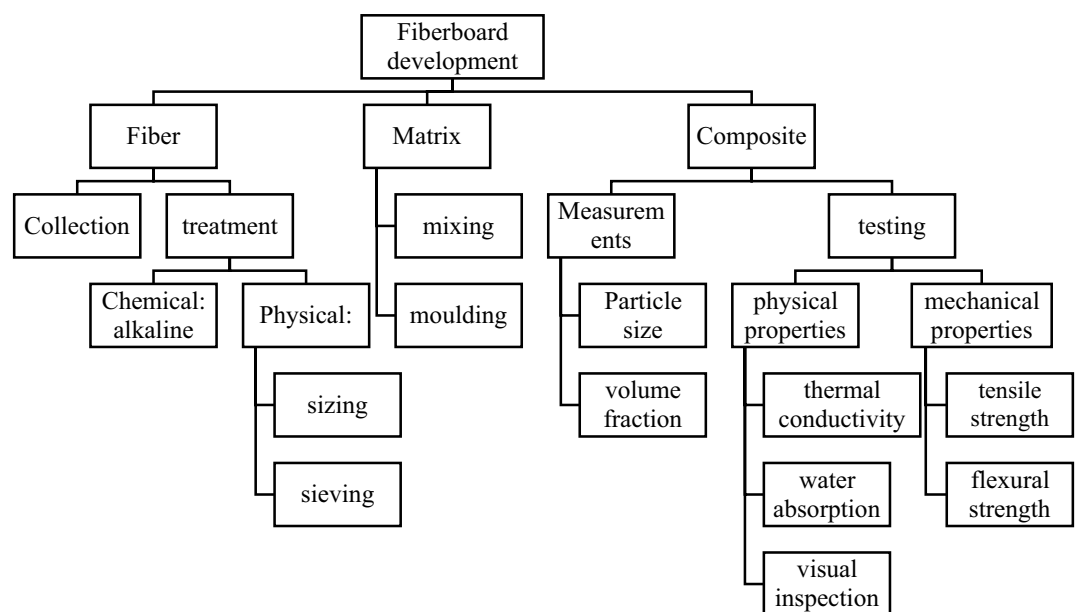 Fiberboard
development
Fiber
Matrix
Composite
Collection
treatment
mixing
Measurem
ents
testing
Chemical:
alkaline
Physical:
moulding
Particle
size
physical
properties
mechanical
properties
sizing
volume
fraction
thermal
conductivity
tensile
strength
sieving
water
absorption
flexural
strength
visual
inspection